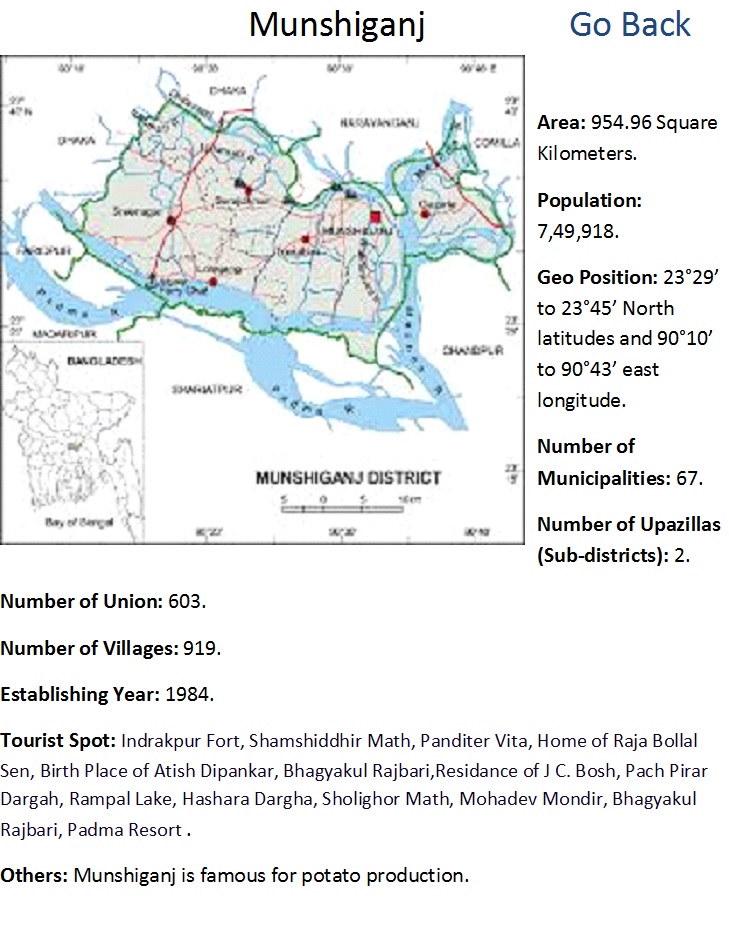 Munshiganj
Go Back
DHAKA
NARAYANGANJ
DHAKA
COMILLA
Sreenagar
MUNSHIGANJ
FARIDPUR
MADARIPUR
CHANDPUR
SHARIATPUR
BANGLADESH
Bay of Bengal
MUNSHIGANJ DISTRICT
5 0 5 10 km
Area: 954.96 Square
Kilometers.
Population:
7,49,918.
Geo Position: 23°29’
to 23°45’ North
latitudes and 90°10’
to 90°43’ east
longitude.
Number of
Municipalities: 67.
Number of Upazillas
(Sub-districts): 2.
Number of Union: 603.
Number of Villages: 919.
Establishing Year: 1984.
Tourist Spot: Indrakpur Fort, Shamshiddhir Math, Panditer Vita, Home of Raja Bollal
Sen, Birth Place of Atish Dipankar, Bhagyakul Rajbari,Residance of J C. Bosh, Pach Pirar
Dargah, Rampal Lake, Hashara Dargha, Sholighor Math, Mohadev Mondir, Bhagyakul
Rajbari, Padma Resort .
Others: Munshiganj is famous for potato production.